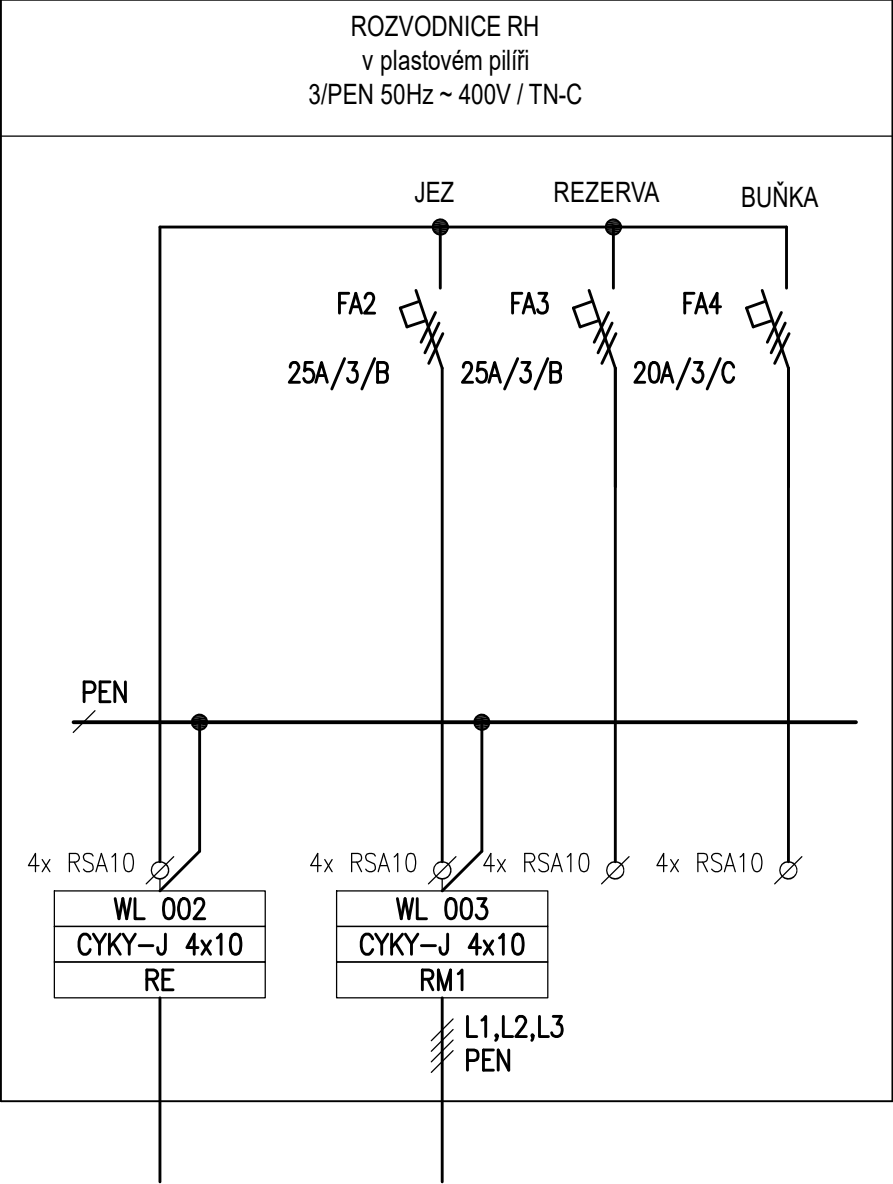 ROZVODNICE RH
v plastovém pilíři
3/PEN 50Hz ~ 400V / TN-C
JEZ REZERVA BUŇKA
FA2 FA3 FA4
25A/3/B 25A/3/B 20A/3/C
PEN
4x RSA10 4x RSA10 4x RSA10 4x RSA10
WL 002 WL 003
CYKY-J 4x10 CYKY-J 4x10
RE RM1
L1,L2,L3
PEN